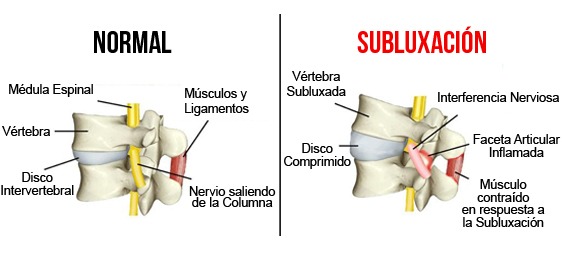 NORMAL
Médula Espinal
Músculos y
Ligamentos
Vértebra
Disco
Intervertebral
Nervio saliendo
de la Columna
SUBLUXACIÓN
Vértebra
Subluxada
Interferencia Nerviosa
Disco
Comprimido
Faceta Articular
Inflamada
Músculo
contraído
en respuesta a
la Subluxación